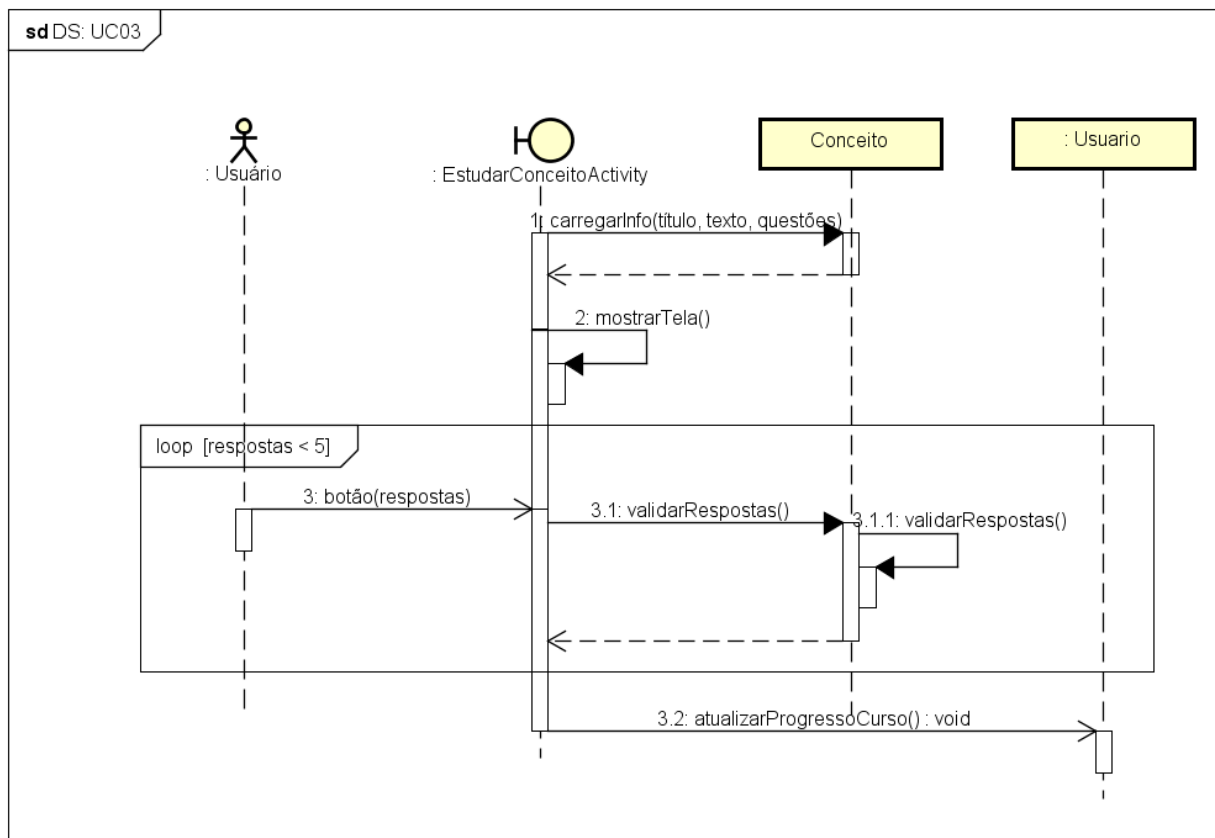 sd DS: UC03
: Usuário
: EstudarConceitoActivity
Conceito
: Usuario
1: carregarInfo(título, texto, questões)
2: mostrarTela()
loop [respostas < 5]
3: botão(respostas)
3.1: validarRespostas()
3.1.1: validarRespostas()
3.2: atualizarProgressoCurso() : void